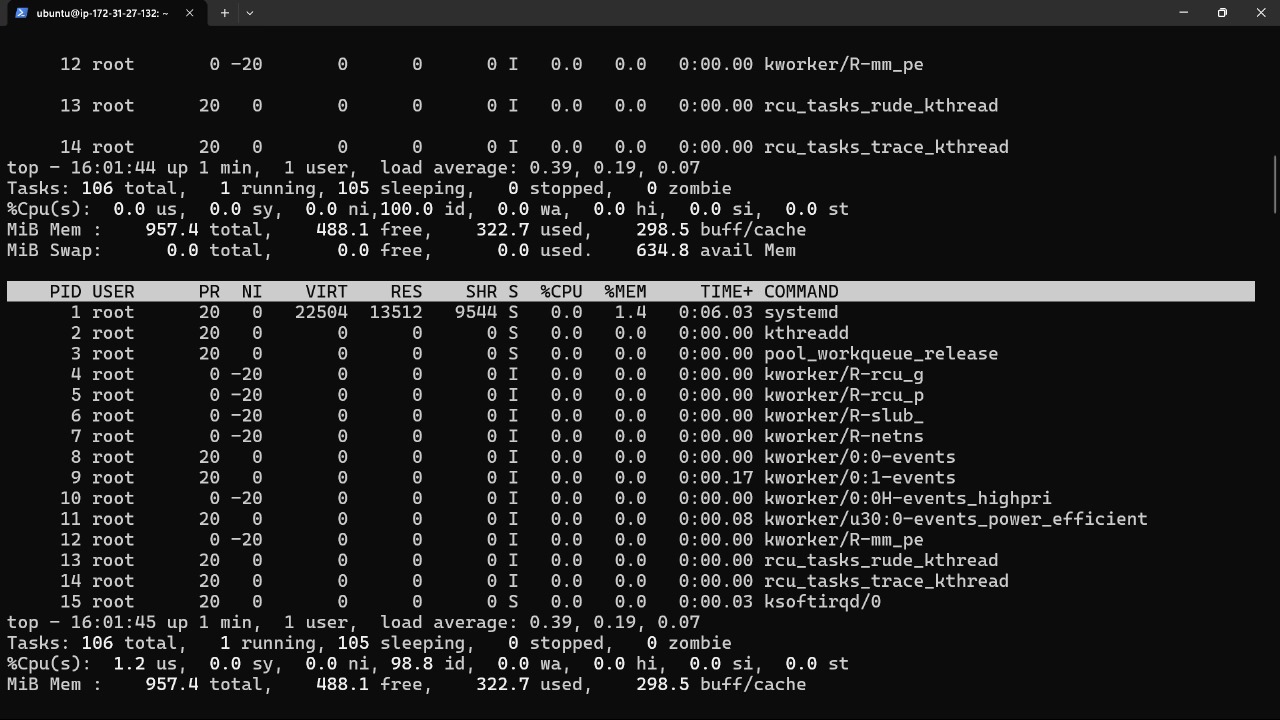 ubuntu@ip-172-31-27-132: ~
12 root 0 -20 0 0 0 I 0.0 0.0 0:00.00 kworker/R-mm_pe
13 root 20 0 0 0 0 I 0.0 0.0 0:00.00 rcu_tasks_rude_kthread
14 root 20 0 0 0 0 I 0.0 0.0 0:00.00 rcu_tasks_trace_kthread
top - 16:01:44 up 1 min, 1 user, load average: 0.39, 0.19, 0.07
Tasks: 106 total, 1 running, 105 sleeping, 0 stopped, 0 zombie
%Cpu(s): 0.0 us, 0.0 sy, 0.0 ni,100.0 id, 0.0 wa, 0.0 hi, 0.0 si, 0.0 st
MiB Mem : 957.4 total, 488.1 free, 322.7 used, 298.5 buff/cache
MiB Swap: 0.0 total, 0.0 free, 0.0 used. 634.8 avail Mem
PID USER PR NI VIRT RES SHR S %CPU %MEM TIME+ COMMAND
1 root 20 0 22504 13512 9544 S 0.0 1.4 0:06.03 systemd
2 root 20 0 0 0 0 S 0.0 0.0 0:00.00 kthreadd
3 root 20 0 0 0 0 S 0.0 0.0 0:00.00 pool_workqueue_release
4 root 0 -20 0 0 0 I 0.0 0.0 0:00.00 kworker/R-rcu_g
5 root 0 -20 0 0 0 I 0.0 0.0 0:00.00 kworker/R-rcu_p
6 root 0 -20 0 0 0 I 0.0 0.0 0:00.00 kworker/R-slub_
7 root 0 -20 0 0 0 I 0.0 0.0 0:00.00 kworker/R-netns
8 root 20 0 0 0 0 I 0.0 0.0 0:00.00 kworker/0:0-events
9 root 20 0 0 0 0 I 0.0 0.0 0:00.17 kworker/0:1-events
10 root 0 -20 0 0 0 I 0.0 0.0 0:00.00 kworker/0:0H-events_highpri
11 root 20 0 0 0 0 I 0.0 0.0 0:00.08 kworker/u30:0-events_power_efficient
12 root 0 -20 0 0 0 I 0.0 0.0 0:00.00 kworker/R-mm_pe
13 root 20 0 0 0 0 I 0.0 0.0 0:00.00 rcu_tasks_rude_kthread
14 root 20 0 0 0 0 I 0.0 0.0 0:00.00 rcu_tasks_trace_kthread
15 root 20 0 0 0 0 S 0.0 0.0 0:00.03 ksoftirqd/0
top - 16:01:45 up 1 min, 1 user, load average: 0.39, 0.19, 0.07
Tasks: 106 total, 1 running, 105 sleeping, 0 stopped, 0 zombie
%Cpu(s): 1.2 us, 0.0 sy, 0.0 ni, 98.8 id, 0.0 wa, 0.0 hi, 0.0 si, 0.0 st
MiB Mem : 957.4 total, 488.1 free, 322.7 used, 298.5 buff/cache